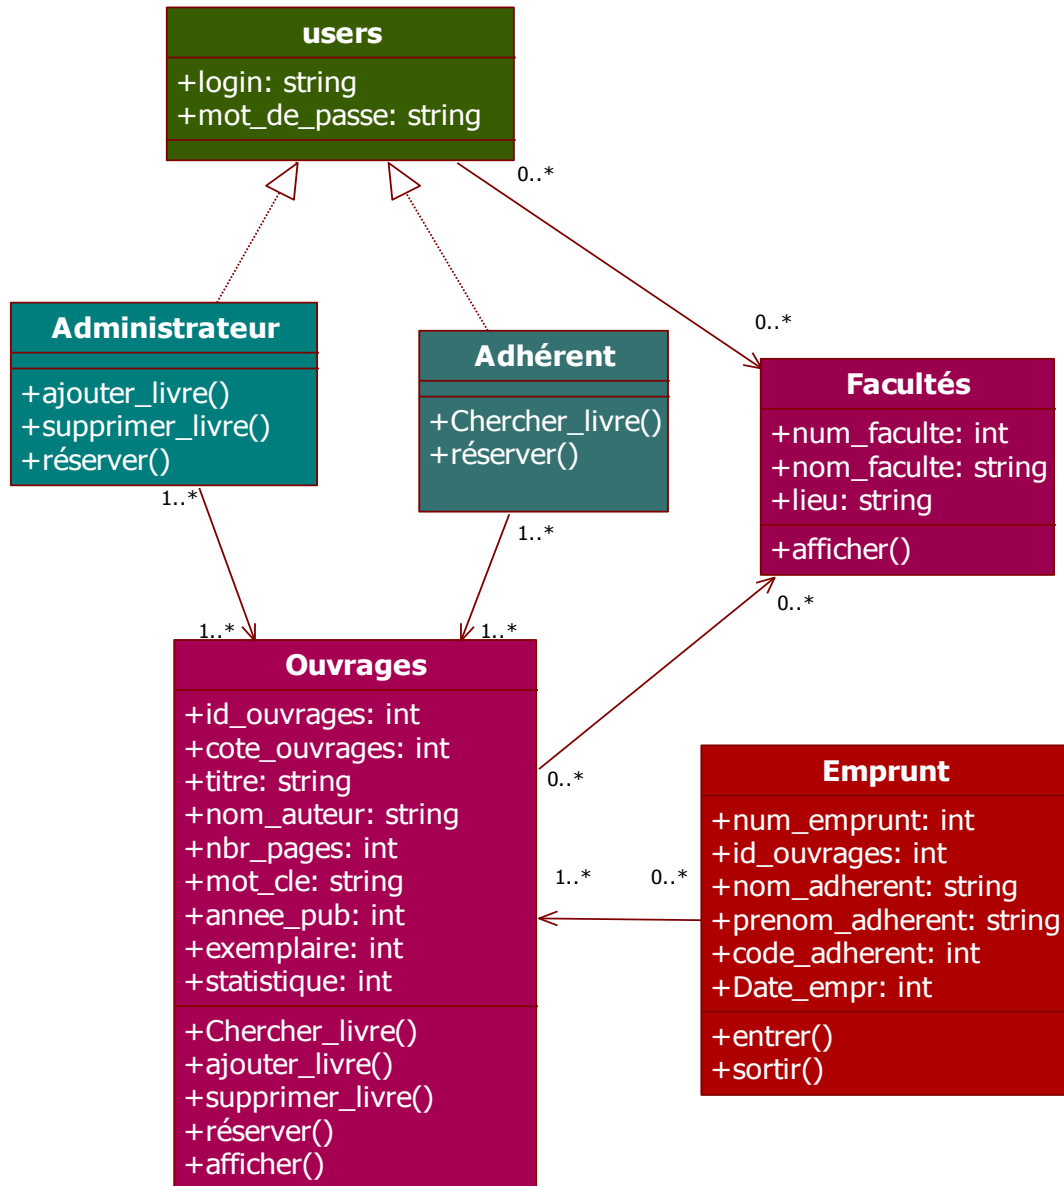 users
+login: string
+mot_de_passe: string
0..*
0..*
Administrateur
+ajouter_livre()
+supprimer_livre()
+réserver()
1..*
Adhérent
+Chercher_livre()
+réserver()
1..*
Facultés
+num_faculte: int
+nom_faculte: string
+lieu: string
+afficher()
0..*
1..*
1..*
Ouvrages
+id_ouvrages: int
+cote_ouvrages: int
+titre: string
+nom_auteur: string
+nbr_pages: int
+mot_cle: string
+annee_pub: int
+exemplaire: int
+statistique: int
+Chercher_livre()
+ajouter_livre()
+supprimer_livre()
+réserver()
+afficher()
0..*
1..*
0..*
Emprunt
+num_emprunt: int
+id_ouvrages: int
+nom_adherent: string
+prenom_adherent: string
+code_adherent: int
+Date_empr: int
+entrer()
+sortir()